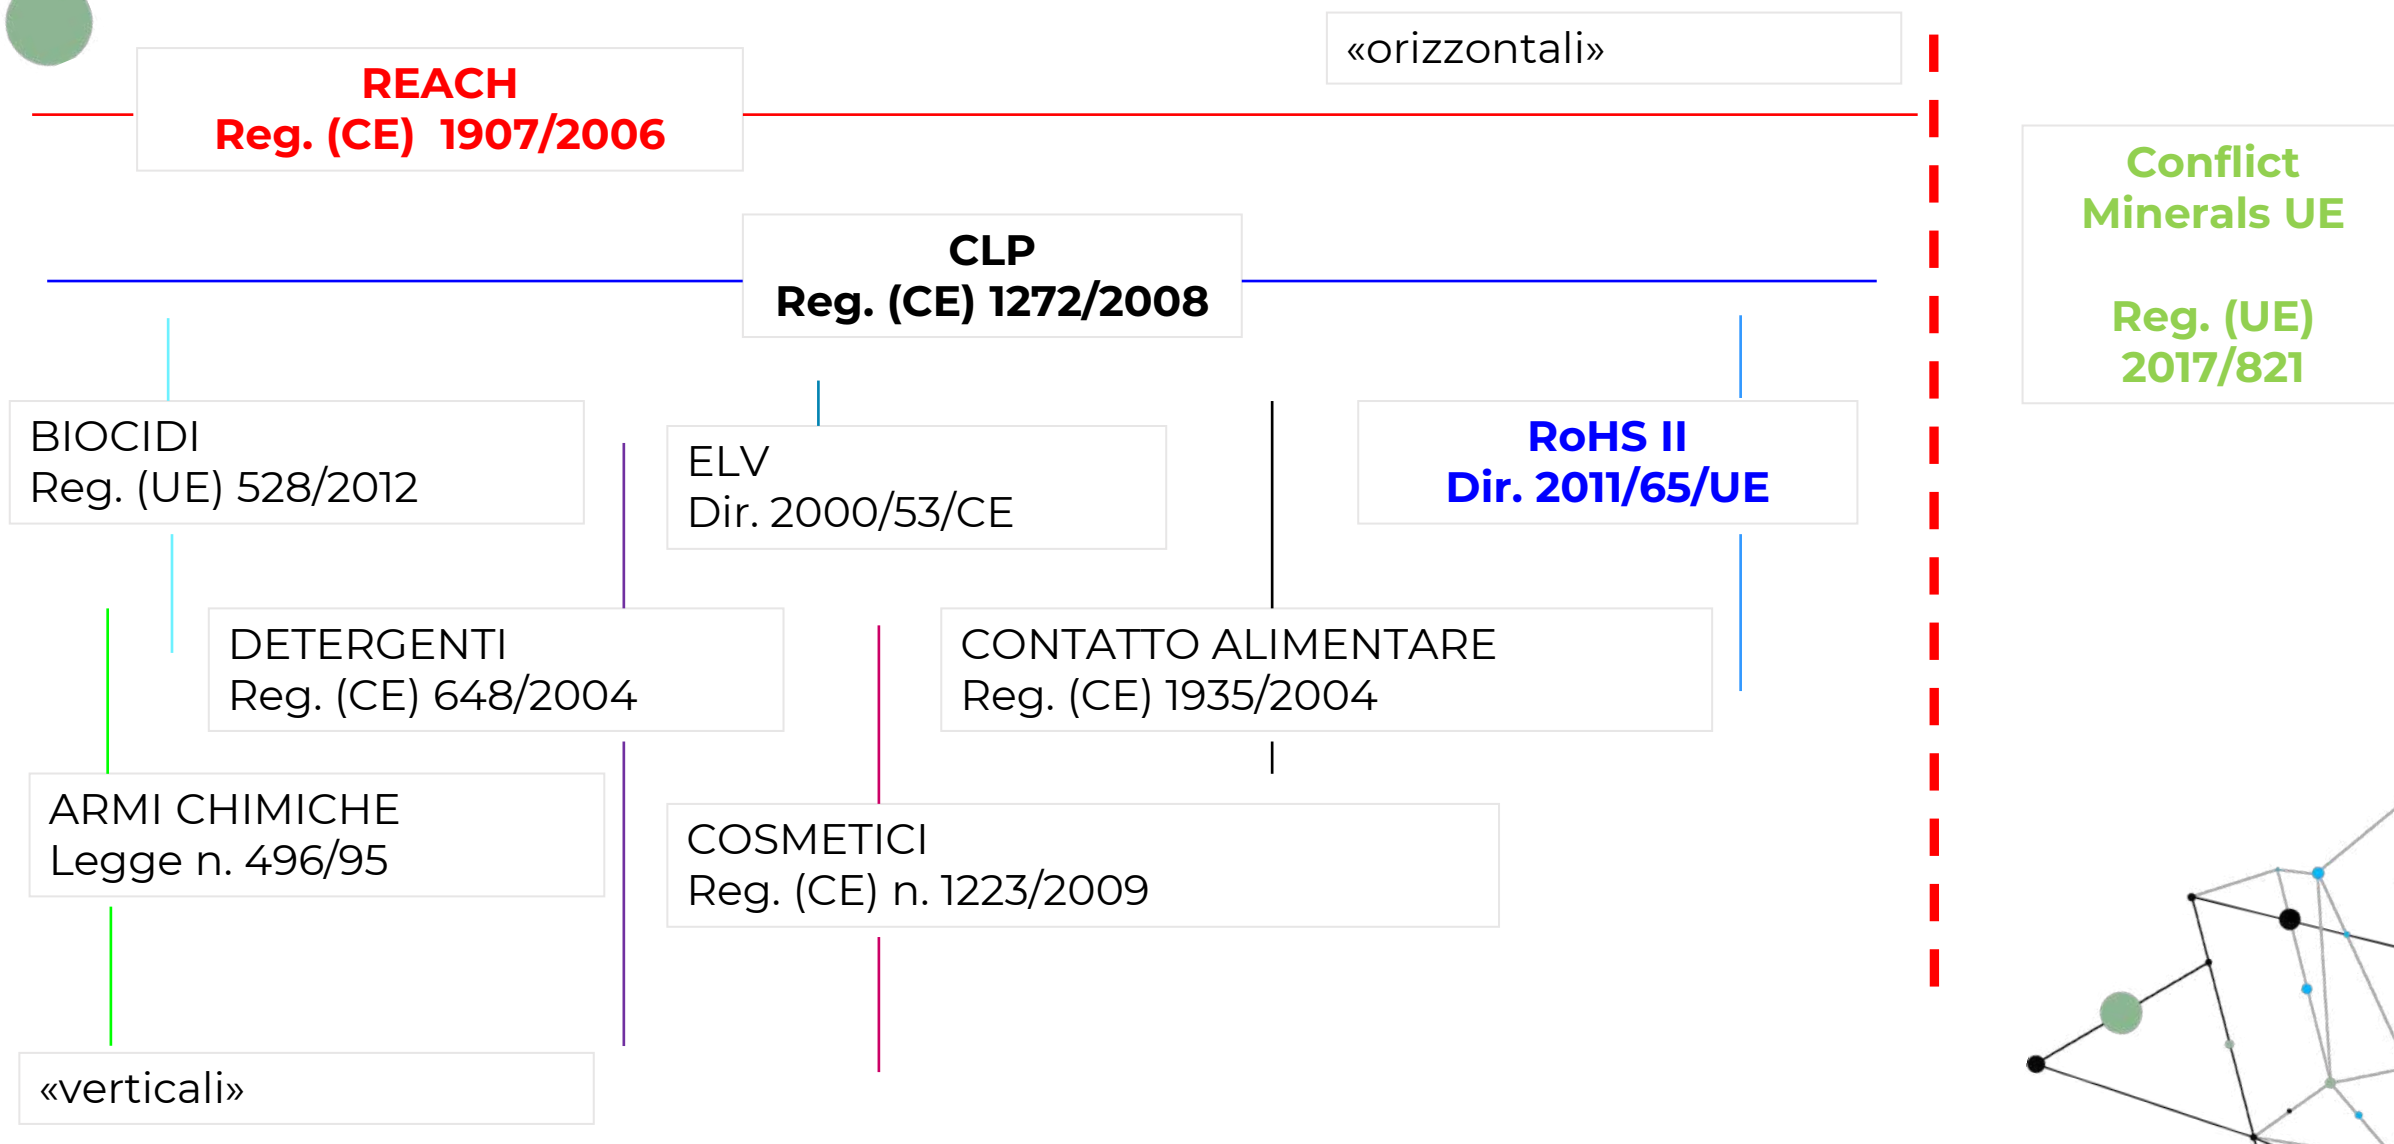 «orizzontali»
REACH
Reg. (CE) 1907/2006
Conflict
Minerals UE
Reg. (UE)
2017/821
CLP
Reg. (CE) 1272/2008
BIOCIDI
Reg. (UE) 528/2012
ELV
Dir. 2000/53/CE
RoHS II
Dir. 2011/65/UE
DETERGENTI
Reg. (CE) 648/2004
CONTATTO ALIMENTARE
Reg. (CE) 1935/2004
ARMI CHIMICHE
Legge n. 496/95
COSMETICI
Reg. (CE) n. 1223/2009
«verticali»